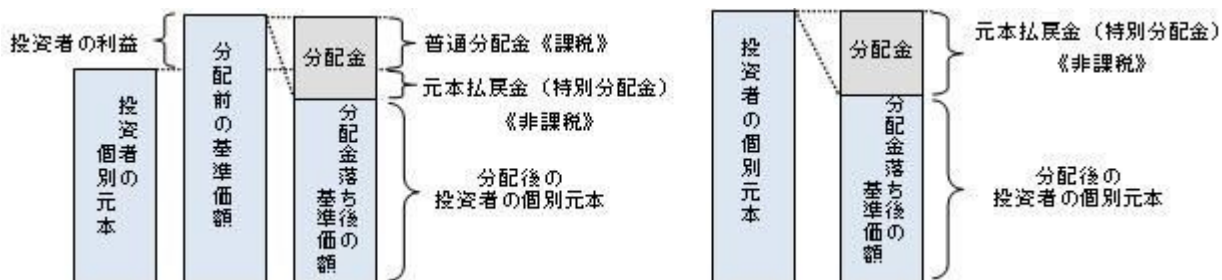 投資者の利益
投資者の
個別元本
分配前の基準価額
分配金
分配金落ち後の
基準価額
普通分配金《課税》
元本払戻金（特別分配金）
《非課税》
分配後の
投資者の個別元本
投資者の個別元本
分配金
分配金落ち後の
基準価額
元本払戻金（特別分配金）
《非課税》
分配後の
投資者の個別元本